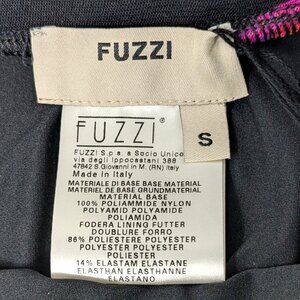 FUZZI
S
FUZZI®
FUZZI S.p.a. a Socio Unico
via degli Ippocastani 388
47842 S.Giovanni in M. (RN) Italy
Made in Italy
MATERIALE DI BASE BASE MATERIAL
MATERIEL DE BASE GRUNDMATERIAL
MATERIAL BASE
100% POLIAMMIDE NYLON
POLYAMID POLYAMIDE
POLIAMIDA
FODERA LINING FUTTER
DOUBLURE FORRO
86% POLIESTERE POLYESTER
POLYESTER POLYESTER
POLIESTER
14% ELASTAM ELASTANE
ELASTHAN ELASTHANNE
ELASTANO